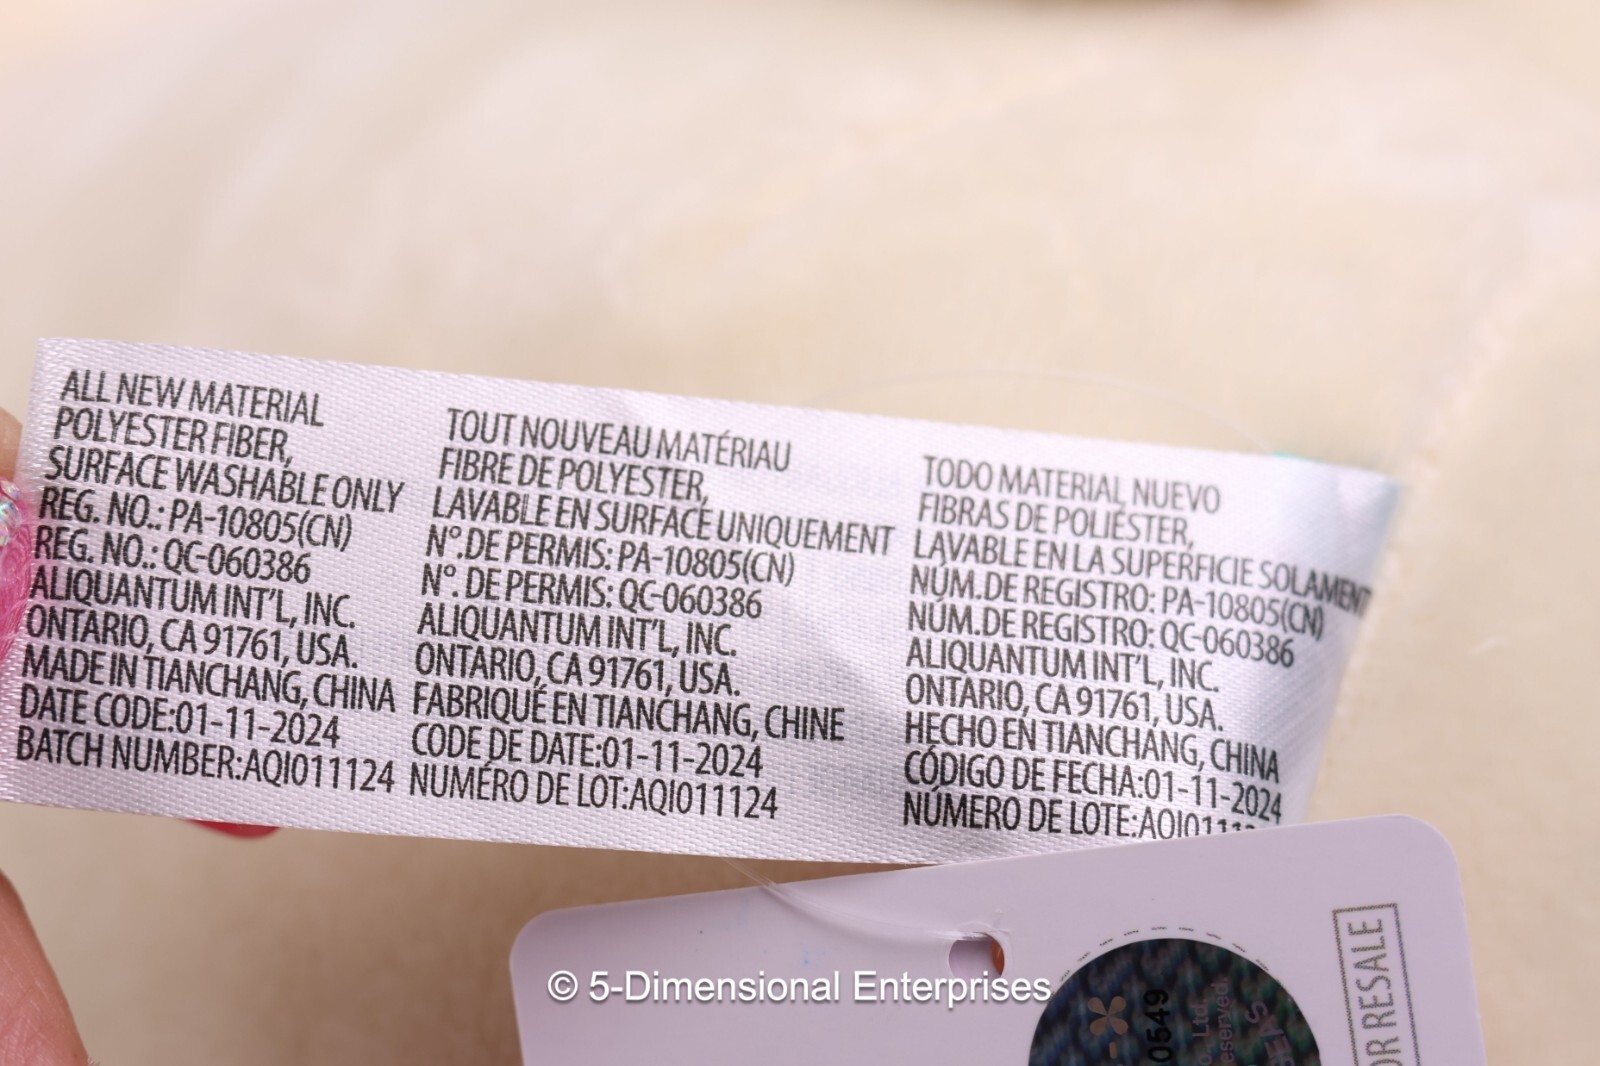 ALL NEW MATERIAL
POLYESTER FIBER,
SURFACE WASHABLE ONLY
REG. NO.: PA-10805(CN)
REG. NO.: QC-060386
ALIQUANTUM INT'L, INC.
ONTARIO, CA 91761, USA.
MADE IN TIANCHANG, CHINA
DATE CODE:01-11-2024
BATCH NUMBER:AQI011124
TOUT NOUVEAU MATÉRIAU
FIBRE DE POLYESTER,
LAVABLE EN SURFACE UNIQUEMENT
N°.DE PERMIS: PA-10805(CN)
N°. DE PERMIS: QC-060386
ALIQUANTUM INT'L, INC.
ONTARIO, CA 91761, USA.
FABRIQUÉ EN TIANCHANG, CHINE
CODE DE DATE:01-11-2024
NUMÉRO DE LOT:AQI011124
TODO MATERIAL NUEVO
FIBRAS DE POLIÉSTER,
LAVABLE EN LA SUPERFICIE SOLAMENT
NÚM.DE REGISTRO: PA-10805(CN)
NÚM.DE REGISTRO: QC-060386
ALIQUANTUM INT'L, INC.
ONTARIO, CA 91761, USA.
HECHO EN TIANCHANG, CHINA
CÓDIGO DE FECHA:01-11-2024
NÚMERO DE LOTE:
© 5-Dimensional Enterprises
0549
Ltd.
RESALE